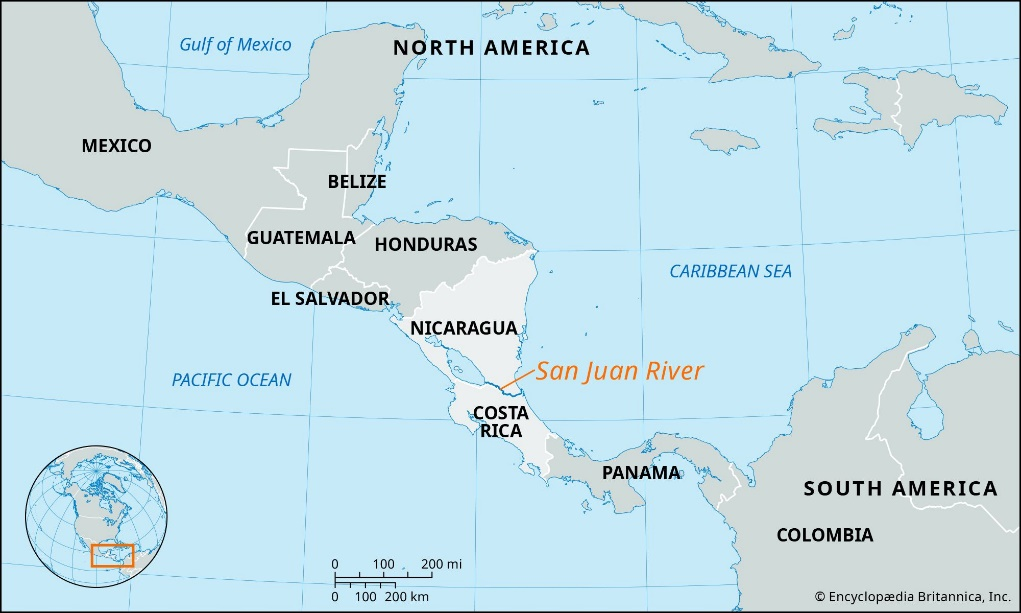 Gulf of Mexico
NORTH AMERICA
MEXICO
BELIZE
GUATEMALA
HONDURAS
CARIBBEAN SEA
EL SALVADOR
NICARAGUA
San Juan River
PACIFIC OCEAN
COSTA
RICA
PANAMA
SOUTH AMERICA
COLOMBIA
0 100 200 mi
0 100 200 km
© Encyclopædia Britannica, Inc.